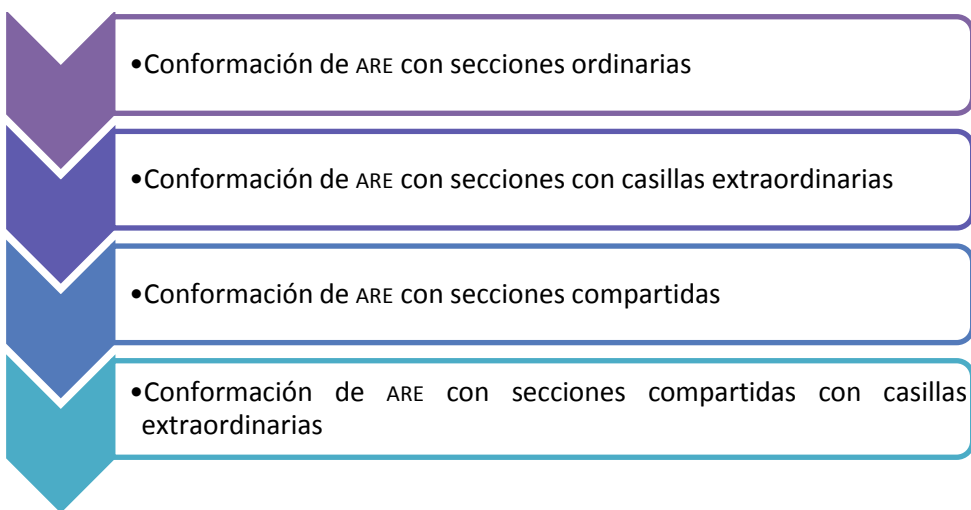 •Conformación de ARE con secciones ordinarias
•Conformación de ARE con secciones con casillas extraordinarias
•Conformación de ARE con secciones compartidas
•Conformación de ARE con secciones compartidas con casillas
extraordinarias